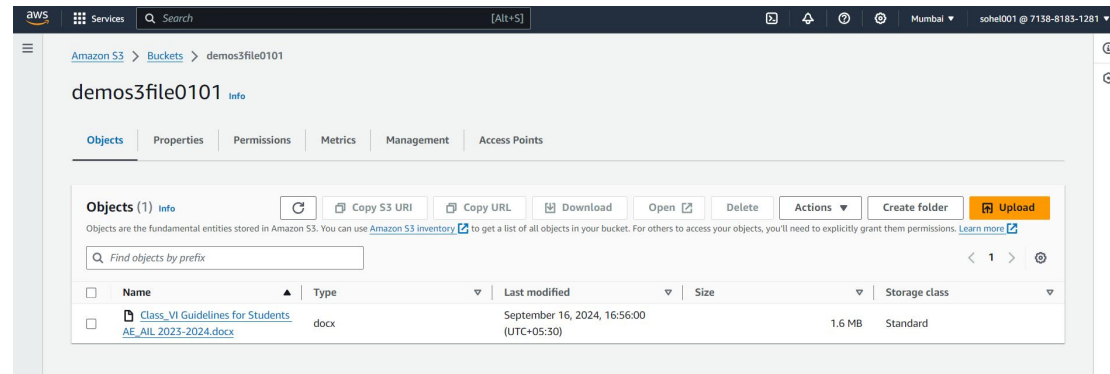 aws
Services
Search
[Alt+S]
Mumbai
sohel001 @ 7138-8183-1281
Amazon S3 > Buckets > demos3file0101
demos3file0101 Info
Objects
Properties
Permissions
Metrics
Management
Access Points
Objects (1) Info
Copy S3 URI
Copy URL
Download
Open
Delete
Actions
Create folder
Upload
Objects are the fundamental entities stored in Amazon S3. You can use Amazon S3 inventory to get a list of all objects in your bucket. For others to access your objects, you'll need to explicitly grant them permissions. Learn more
Find objects by prefix
< 1 >
Name
Type
Last modified
Size
Storage class
Class_VI Guidelines for Students
AE_AIL 2023-2024.docx
docx
September 16, 2024, 16:56:00
(UTC+05:30)
1.6 MB
Standard